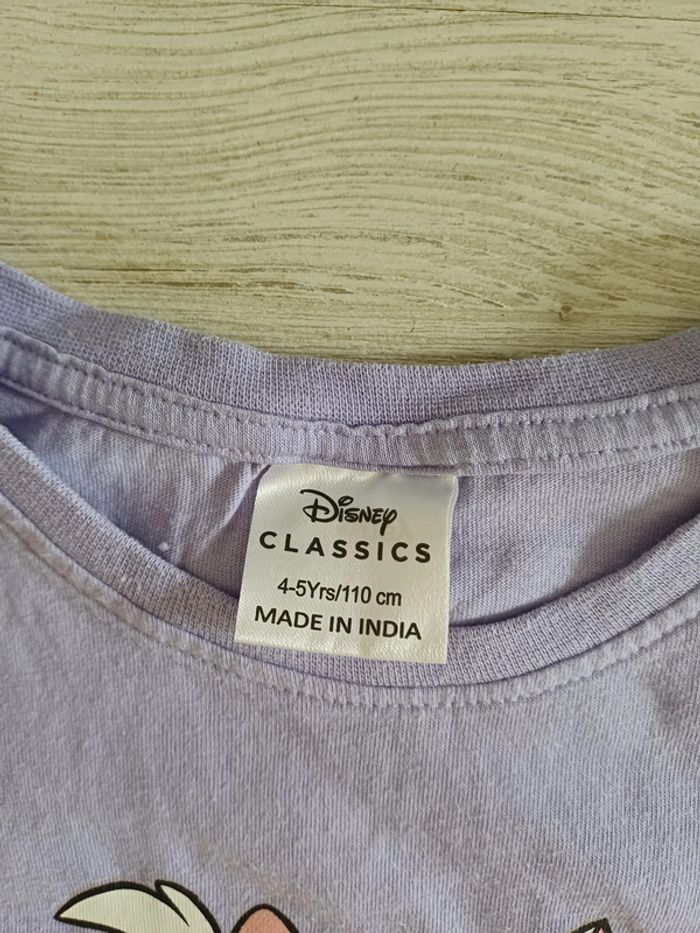 Disney
CLASSICS
4-5Yrs/110 cm
MADE IN INDIA